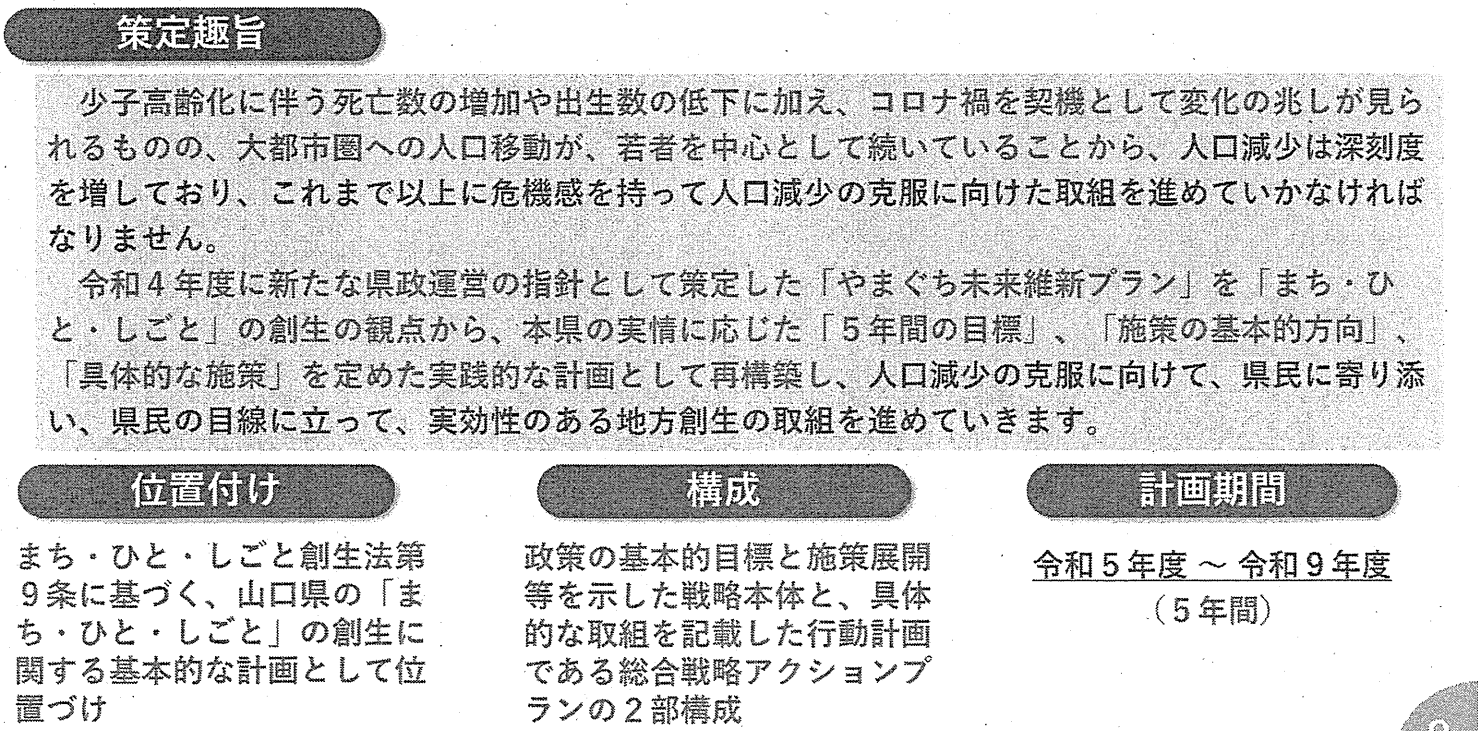 策定趣旨
　少子高齢化に伴う死亡数の増加や出生数の低下に加え、コロナ禍を契機として変化の兆しが見ら
れるものの、大都市圏への人口移動が、若者を中心として続いていることから、人口減少は深刻度
を増しており、これまで以上に危機感を持って人口減少の克服に向けた取組を進めていかなければ
なりません。
　令和４年度に新たな県政運営の指針として策定した「やまぐち未来維新プラン」を「まち・ひ
と・しごと」の創生の観点から、本県の実情に応じた「５年間の目標」、「施策の基本的方向」、
「具体的な施策」を定めた実践的な計画として再構築し、人口減少の克服に向けて、県民に寄り添
い、県民の目線に立って、実効性のある地方創生の取組を進めていきます。
位置付け
まち・ひと・しごと創生法第
９条に基づく、山口県の「ま
ち・ひと・しごと」の創生に
関する基本的な計画として位
置づけ
構成
政策の基本的目標と施策展開
等を示した戦略本体と、具体
的な取組を記載した行動計画
である総合戦略アクションプ
ランの２部構成
計画期間
令和５年度 ～ 令和９年度
（５年間）